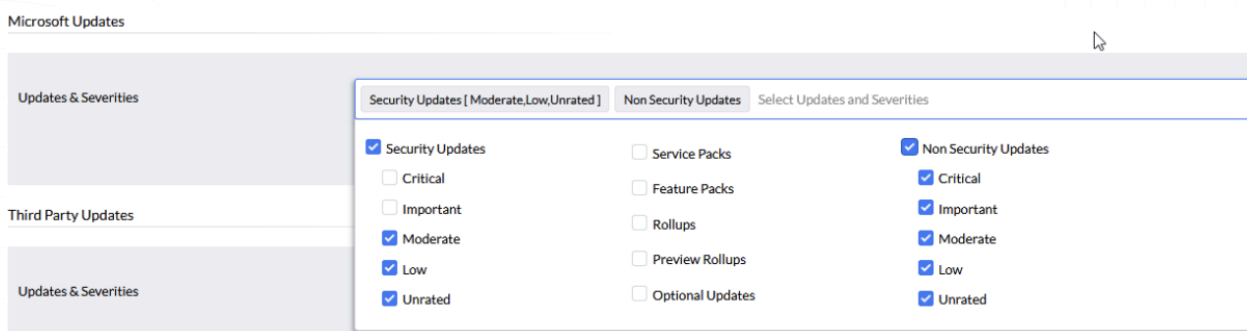 Microsoft Updates
Updates & Severities
Security Updates [ Moderate,Low,Unrated ]
Non Security Updates
Select Updates and Severities
Security Updates
Critical
Important
Moderate
Low
Unrated
Service Packs
Feature Packs
Rollups
Preview Rollups
Optional Updates
Non Security Updates
Critical
Important
Moderate
Low
Unrated
Third Party Updates
Updates & Severities